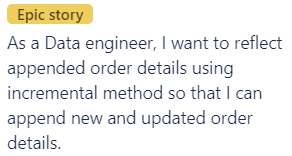 Epic story
As a Data engineer, I want to reflect
appended order details using
incremental method so that I can
append new and updated order
details.